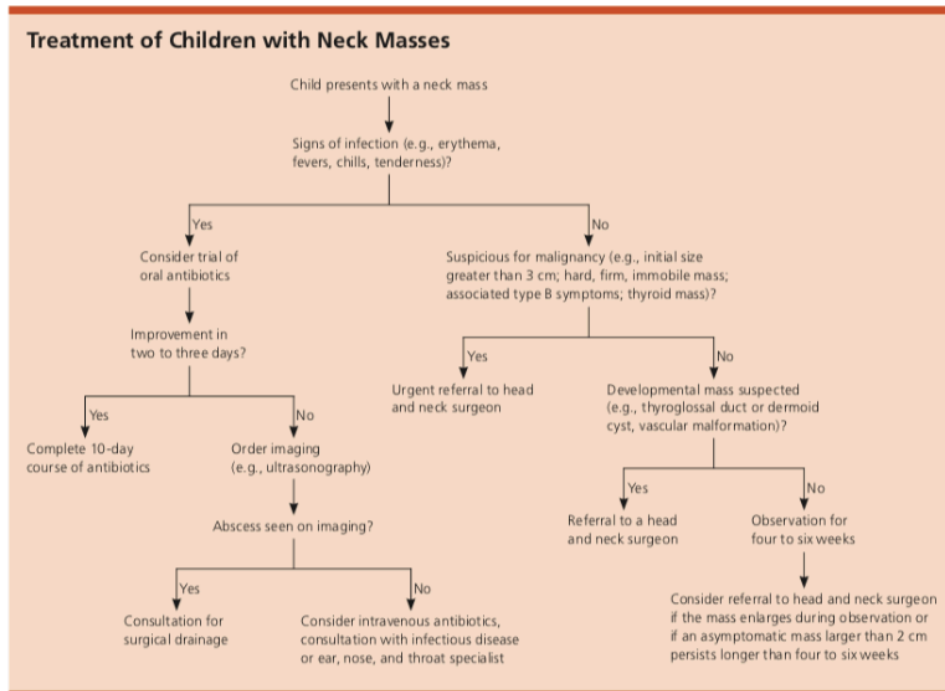 Treatment of Children with Neck Masses
Child presents with a neck mass
Signs of infection (e.g., erythema,
fevers, chills, tenderness)?
Yes
No
Consider trial of
oral antibiotics
Suspicious for malignancy (e.g., initial size
greater than 3 cm; hard, firm, immobile mass;
associated type B symptoms; thyroid mass)?
Improvement in
two to three days?
Yes
No
Urgent referral to head
and neck surgeon
Developmental mass suspected
(e.g., thyroglossal duct or dermoid
cyst, vascular malformation)?
Yes
No
Complete 10-day
course of antibiotics
Order imaging
(e.g., ultrasonography)
Yes
No
Abscess seen on imaging?
Referral to a head
and neck surgeon
Observation for
four to six weeks
Yes
No
Consultation for
surgical drainage
Consider intravenous antibiotics,
consultation with infectious disease
or ear, nose, and throat specialist
Consider referral to head and neck surgeon
if the mass enlarges during observation or
if an asymptomatic mass larger than 2 cm
persists longer than four to six weeks